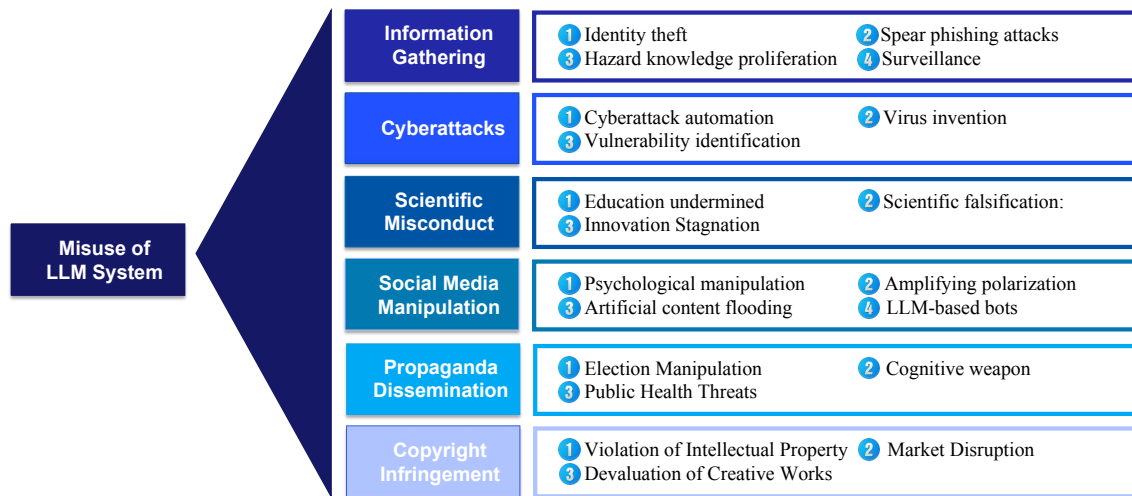 Misuse of
LLM System
Information
Gathering
1 Identity theft
2 Spear phishing attacks
3 Hazard knowledge proliferation
4 Surveillance
Cyberattacks
1 Cyberattack automation
2 Virus invention
3 Vulnerability identification
Scientific
Misconduct
1 Education undermined
2 Scientific falsification:
3 Innovation Stagnation
Social Media
Manipulation
1 Psychological manipulation
2 Amplifying polarization
3 Artificial content flooding
4 LLM-based bots
Propaganda
Dissemination
1 Election Manipulation
2 Cognitive weapon
3 Public Health Threats
Copyright
Infringement
1 Violation of Intellectual Property
2 Market Disruption
3 Devaluation of Creative Works